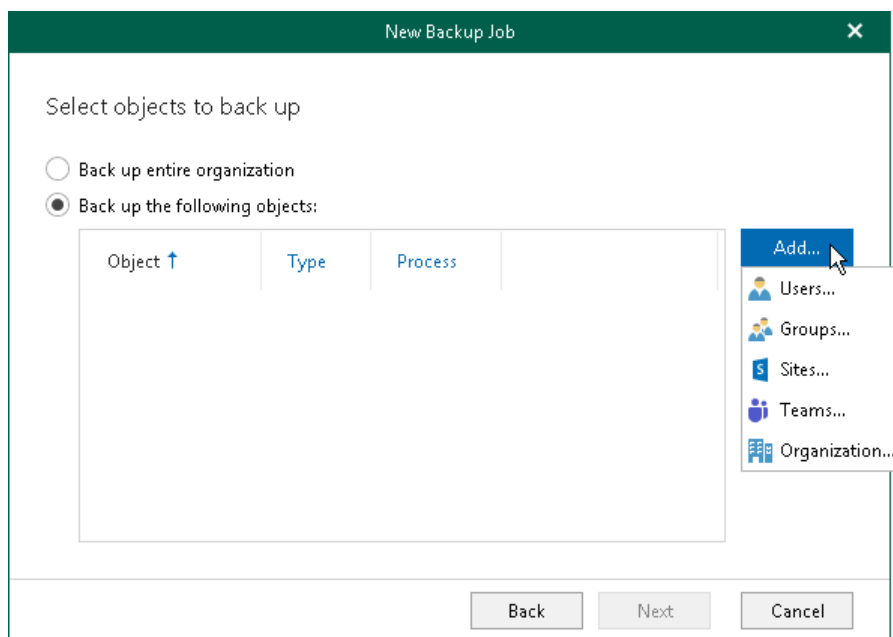 New Backup Job
Select objects to back up
Back up entire organization
Back up the following objects:
Object Type Process
Add...
Users...
Groups...
Sites...
Teams...
Organization...
Back Next Cancel